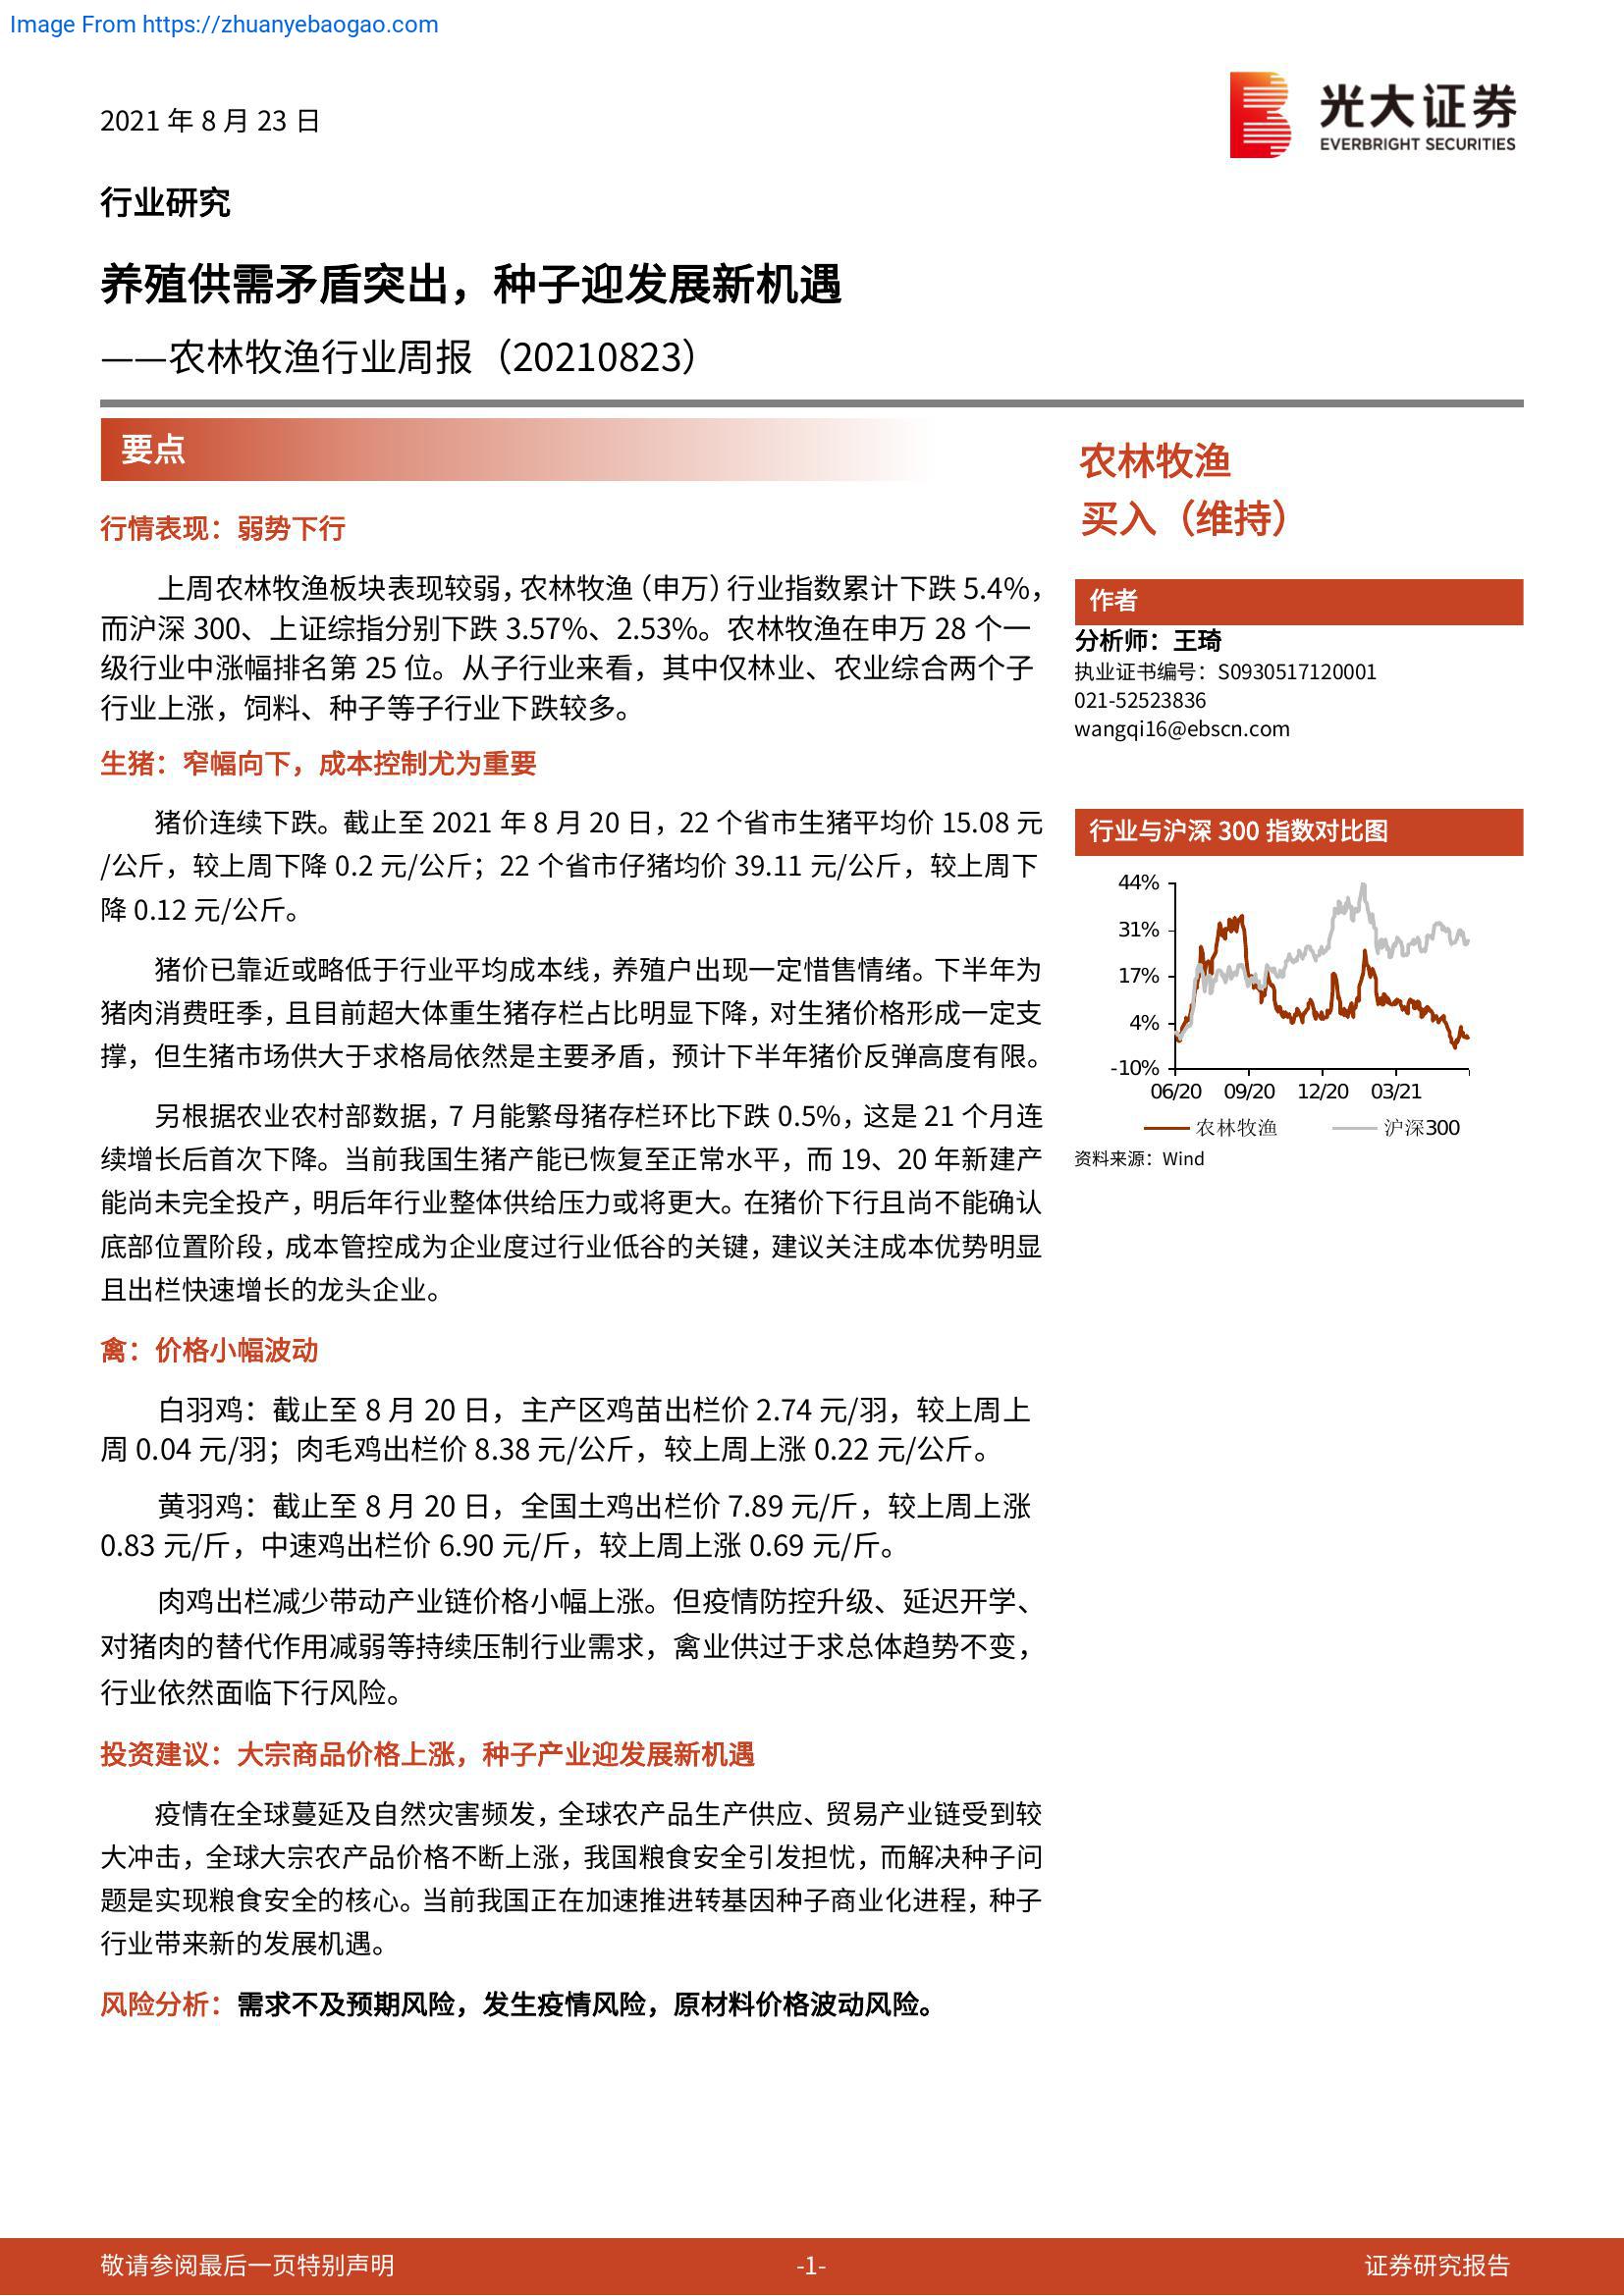 Image From https://zhuanyebaogao.com
2021 年 8 月 23 日
光大证券
EVERBRIGHT SECURITIES
行业研究
养殖供需矛盾突出，种子迎发展新机遇
——农林牧渔行业周报（20210823）
要点
行情表现：弱势下行
上周农林牧渔板块表现较弱，农林牧渔（申万）行业指数累计下跌 5.4%，
而沪深 300、上证综指分别下跌 3.57%、2.53%。农林牧渔在申万 28 个一
级行业中涨幅排名第 25 位。从子行业来看，其中仅林业、农业综合两个子
行业上涨，饲料、种子等子行业下跌较多。
生猪：窄幅向下，成本控制尤为重要
猪价连续下跌。截止至 2021 年 8 月 20 日，22 个省市生猪平均价 15.08 元
/公斤，较上周下降 0.2 元/公斤；22 个省市仔猪均价 39.11 元/公斤，较上周下
降 0.12 元/公斤。
猪价已靠近或略低于行业平均成本线，养殖户出现一定惜售情绪。下半年为
猪肉消费旺季，且目前超大体重生猪存栏占比明显下降，对生猪价格形成一定支
撑，但生猪市场供大于求格局依然是主要矛盾，预计下半年猪价反弹高度有限。
另根据农业农村部数据，7 月能繁母猪存栏环比下跌 0.5%，这是 21 个月连
续增长后首次下降。当前我国生猪产能已恢复至正常水平，而 19、20 年新建产
能尚未完全投产，明后年行业整体供给压力或将更大。在猪价下行且尚不能确认
底部位置阶段，成本管控成为企业度过行业低谷的关键，建议关注成本优势明显
且出栏快速增长的龙头企业。
禽：价格小幅波动
白羽鸡：截止至 8 月 20 日，主产区鸡苗出栏价 2.74 元/羽，较上周上
周 0.04 元/羽；肉毛鸡出栏价 8.38 元/公斤，较上周上涨 0.22 元/公斤。
黄羽鸡：截止至 8 月 20 日，全国土鸡出栏价 7.89 元/斤，较上周上涨
0.83 元/斤，中速鸡出栏价 6.90 元/斤，较上周上涨 0.69 元/斤。
肉鸡出栏减少带动产业链价格小幅上涨。但疫情防控升级、延迟开学、
对猪肉的替代作用减弱等持续压制行业需求，禽业供过于求总体趋势不变，
行业依然面临下行风险。
投资建议：大宗商品价格上涨，种子产业迎发展新机遇
疫情在全球蔓延及自然灾害频发，全球农产品生产供应、贸易产业链受到较
大冲击，全球大宗农产品价格不断上涨，我国粮食安全引发担忧，而解决种子问
题是实现粮食安全的核心。当前我国正在加速推进转基因种子商业化进程，种子
行业带来新的发展机遇。
风险分析：需求不及预期风险，发生疫情风险，原材料价格波动风险。
农林牧渔
买入（维持）
作者
分析师：王琦
执业证书编号：S0930517120001
021-52523836
wangqi16@ebscn.com
行业与沪深 300 指数对比图
44%
31%
17%
4%
-10%
06/20 09/20 12/20 03/21
农林牧渔 沪深300
资料来源：Wind
敬请参阅最后一页特别声明 -1- 证券研究报告